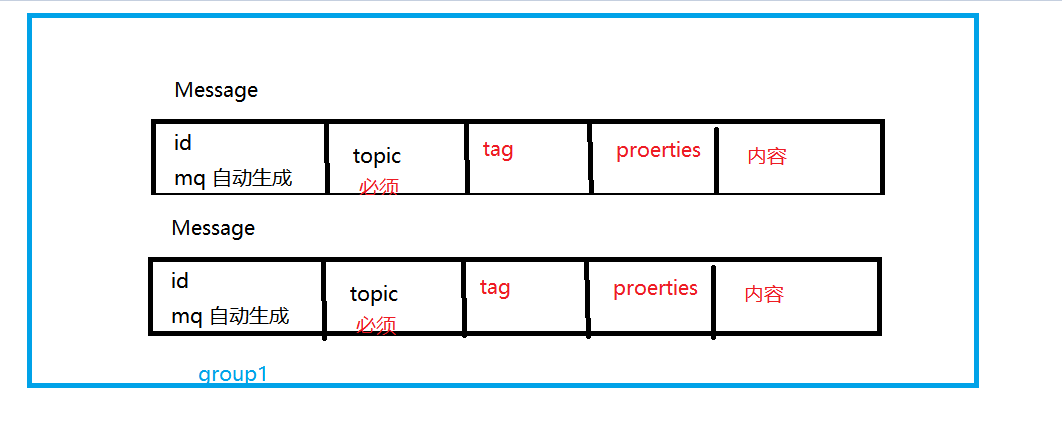 Message
id
mq 自动生成
topic
必须
tag
proerties
内容
Message
id
mq 自动生成
topic
必须
tag
proerties
内容
group1